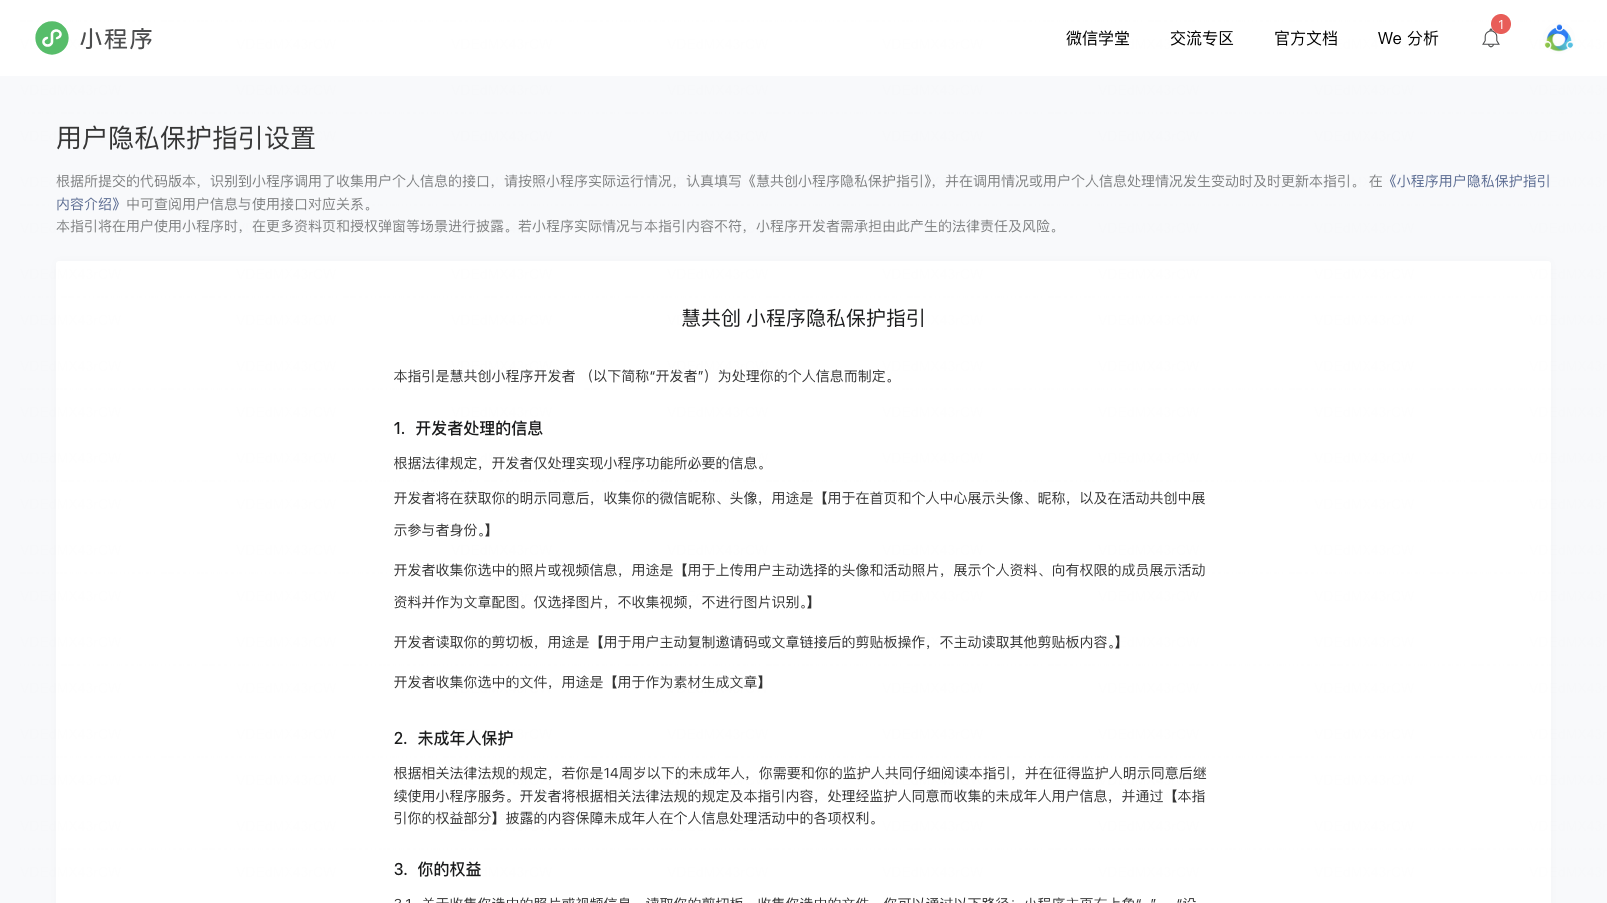 小程序
微信学堂
交流专区
官方文档
We 分析
1
用户隐私保护指引设置
根据所提交的代码版本，识别到小程序调用了收集用户个人信息的接口，请按照小程序实际运行情况，认真填写《慧共创小程序隐私保护指引》，并在调用情况或用户个人信息处理情况发生变动时及时更新本指引。 在《小程序用户隐私保护指引
内容介绍》中可查阅用户信息与使用接口对应关系。
本指引将在用户使用小程序时，在更多资料页和授权弹窗等场景进行披露。若小程序实际情况与本指引内容不符，小程序开发者需承担由此产生的法律责任及风险。
慧共创 小程序隐私保护指引
本指引是慧共创小程序开发者 （以下简称“开发者”）为处理你的个人信息而制定。
1. 开发者处理的信息
根据法律规定，开发者仅处理实现小程序功能所必要的信息。
开发者将在获取你的明示同意后，收集你的微信昵称、头像，用途是【用于在首页和个人中心展示头像、昵称，以及在活动共创中展
示参与者身份。】
开发者收集你选中的照片或视频信息，用途是【用于上传用户主动选择的头像和活动照片，展示个人资料、向有权限的成员展示活动
资料并作为文章配图。仅选择图片，不收集视频，不进行图片识别。】
开发者读取你的剪切板，用途是【用于用户主动复制邀请码或文章链接后的剪贴板操作，不主动读取其他剪贴板内容。】
开发者收集你选中的文件，用途是【用于作为素材生成文章】
2. 未成年人保护
根据相关法律法规的规定，若你是14周岁以下的未成年人，你需要和你的监护人共同仔细阅读本指引，并在征得监护人明示同意后继
续使用小程序服务。开发者将根据相关法律法规的规定及本指引内容，处理经监护人同意而收集的未成年人用户信息，并通过【本指
引你的权益部分】披露的内容保障未成年人在个人信息处理活动中的各项权利。
3. 你的权益